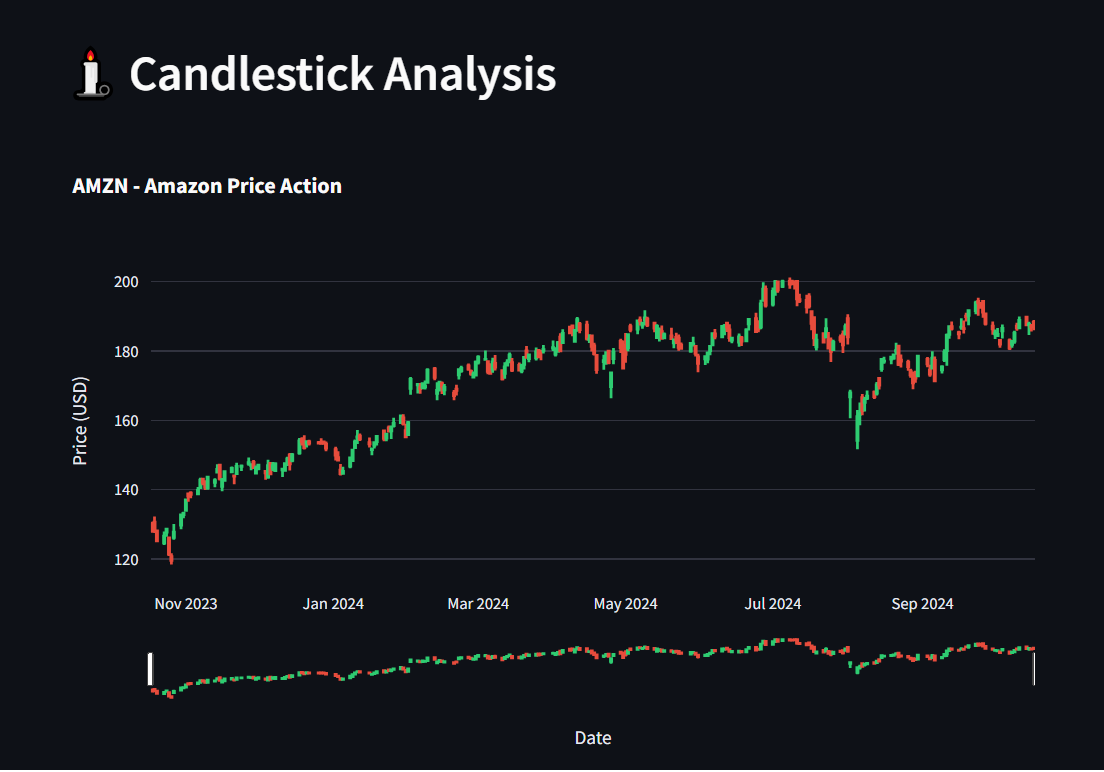 Candlestick Analysis
AMZN - Amazon Price Action
Price (USD)
200
180
160
140
120
Nov 2023 Jan 2024 Mar 2024 May 2024 Jul 2024 Sep 2024
Date